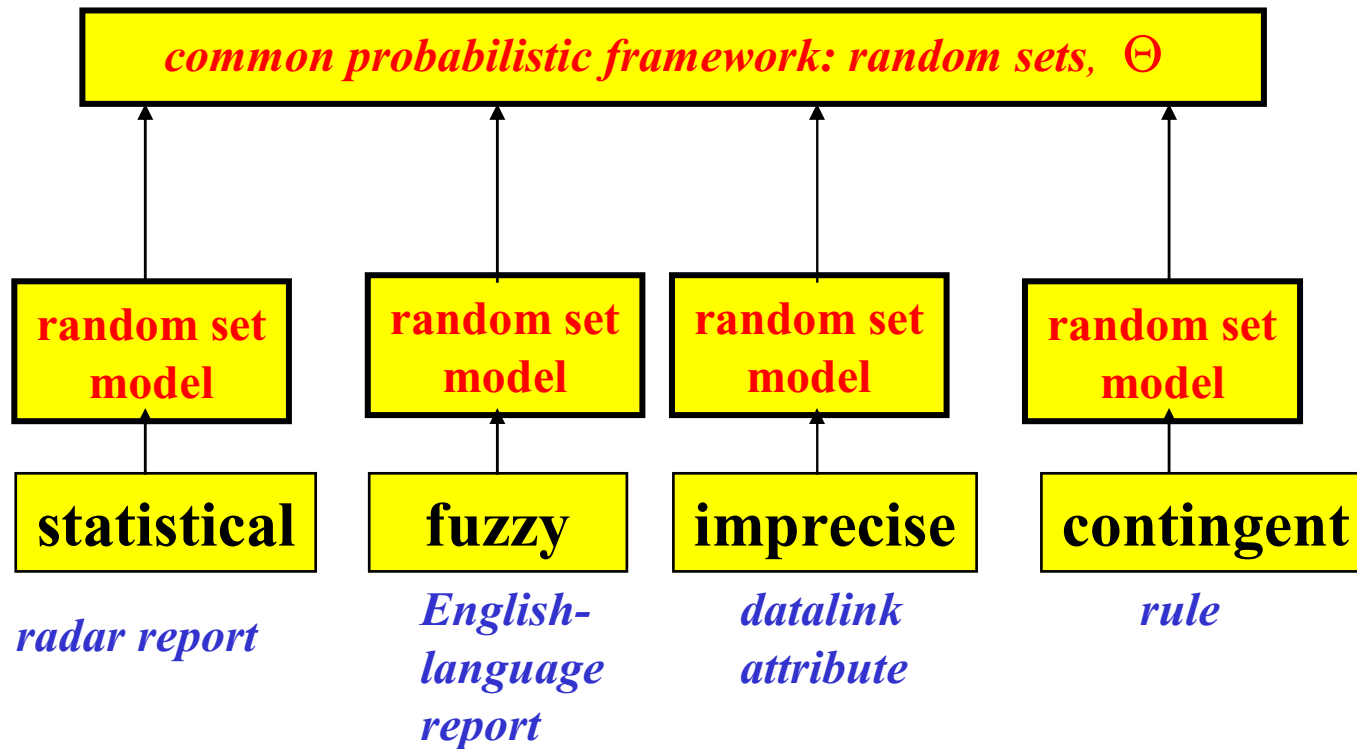 common probabilistic framework: random sets, Θ
random set
model
random set
model
random set
model
random set
model
statistical
fuzzy
imprecise
contingent
radar report
English-
language
report
datalink
attribute
rule